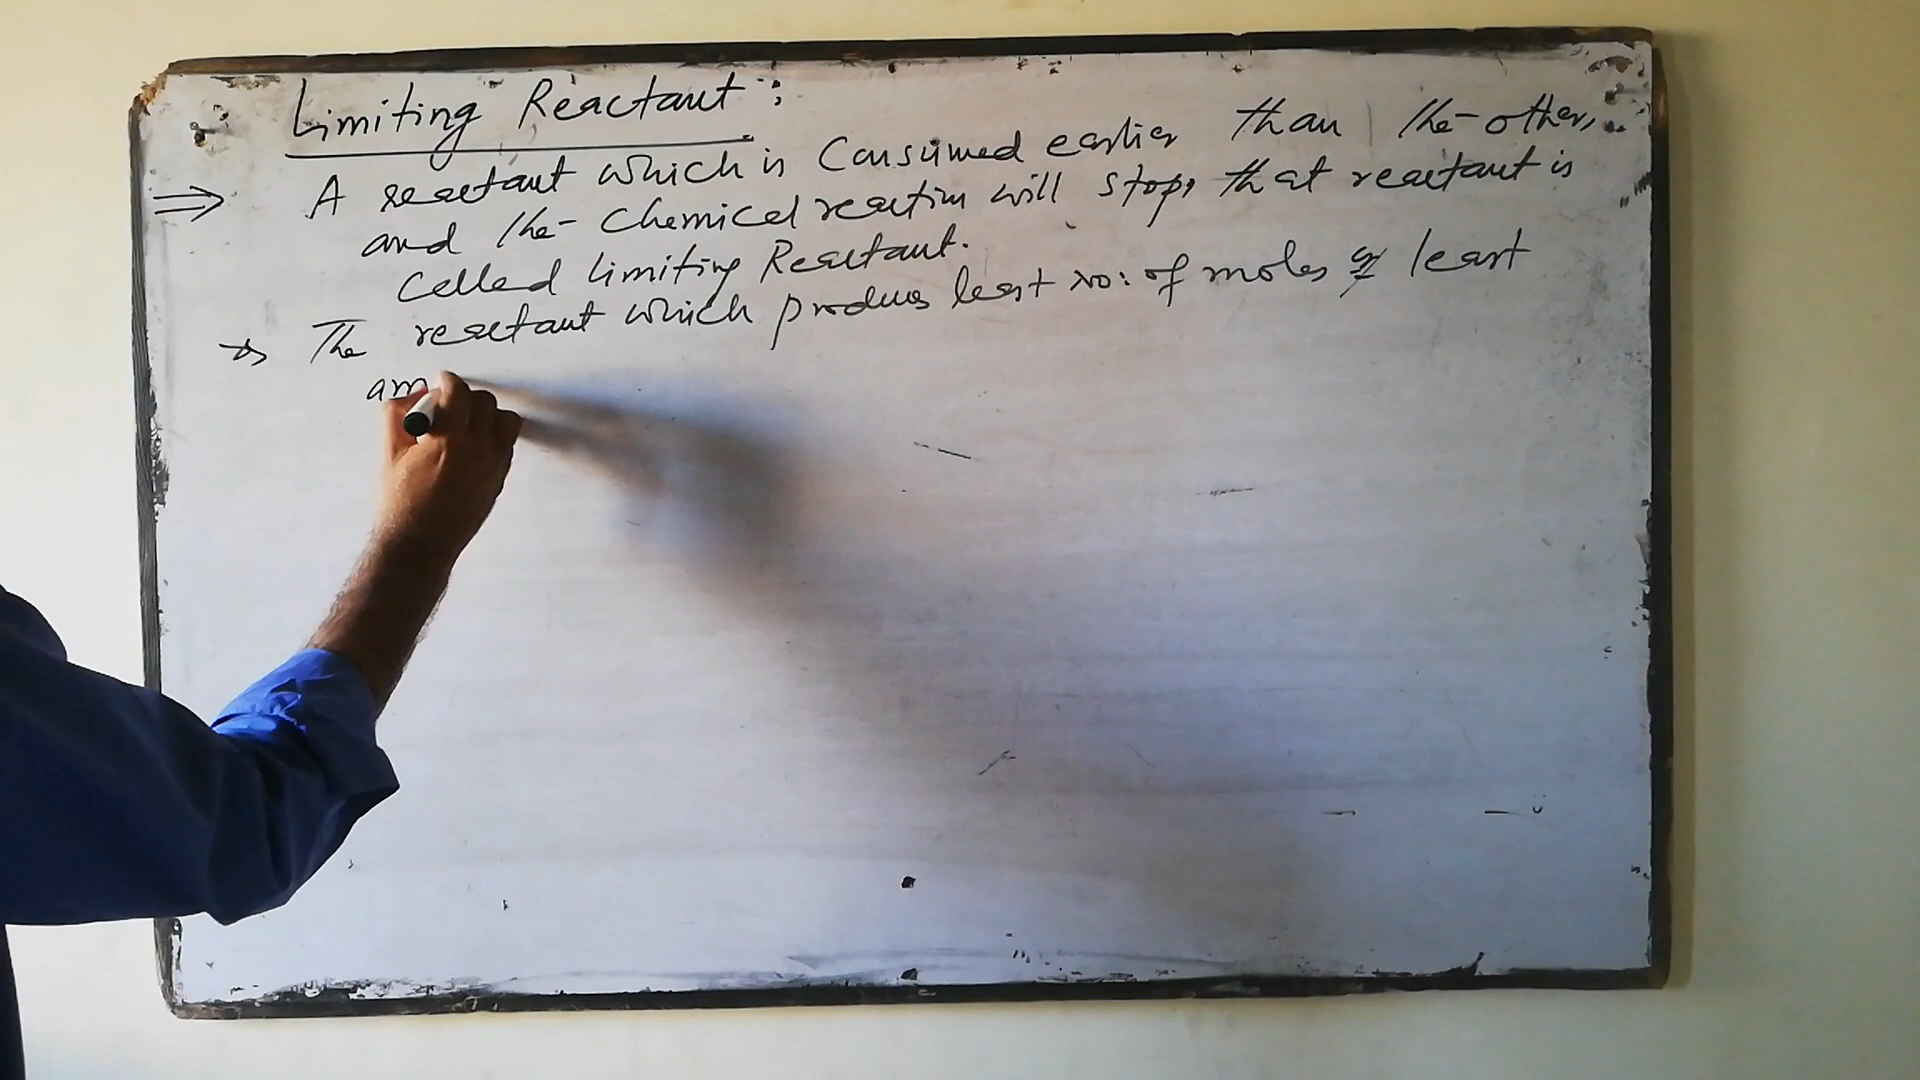 Limiting Reactant:
⇒ A reactant which is Consumed earlier than the other,
and the chemical reaction will stop, that reactant is
Called limiting Reactant.
→ The reactant which produces least no: of moles or least
am